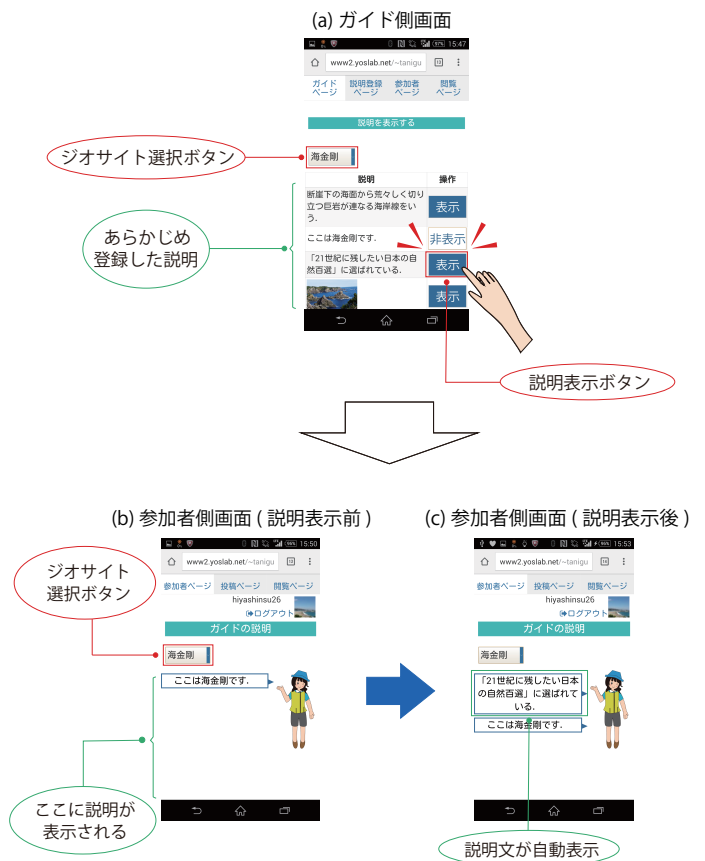 (a) ガイド側画面
97% 15:47
www2.yoslab.net/~tanigu
ガイド
ページ
説明登録
ページ
参加者
ページ
閲覧
ページ
説明を表示する
ジオサイト選択ボタン
海金剛
説明
操作
断崖下の海面から荒々しく切り
立つ巨岩が連なる海岸線をい
う.
表示
あらかじめ
登録した説明
ここは海金剛です.
非表示
「21世紀に残したい日本の自
然百選」に選ばれている.
表示
表示
説明表示ボタン
(b) 参加者側画面 ( 説明表示前 )
96% 15:50
www2.yoslab.net/~tanigu
参加者ページ
投稿ページ
閲覧ページ
hiyashinsu26
ログアウト
ガイドの説明
ジオサイト
選択ボタン
海金剛
ここは海金剛です.
ここに説明が
表示される
(c) 参加者側画面 ( 説明表示後 )
96% 15:53
www2.yoslab.net/~tanigu
参加者ページ
投稿ページ
閲覧ページ
hiyashinsu26
ログアウト
ガイドの説明
海金剛
「21世紀に残したい日本
の自然百選」に選ばれて
いる.
ここは海金剛です.
説明文が自動表示